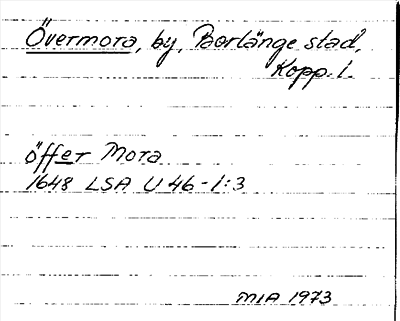 Övermora, by, Borlänge stad,
Kopp. l.
öffer Mora
1648 LSA U 46-1:3
MIA 1973